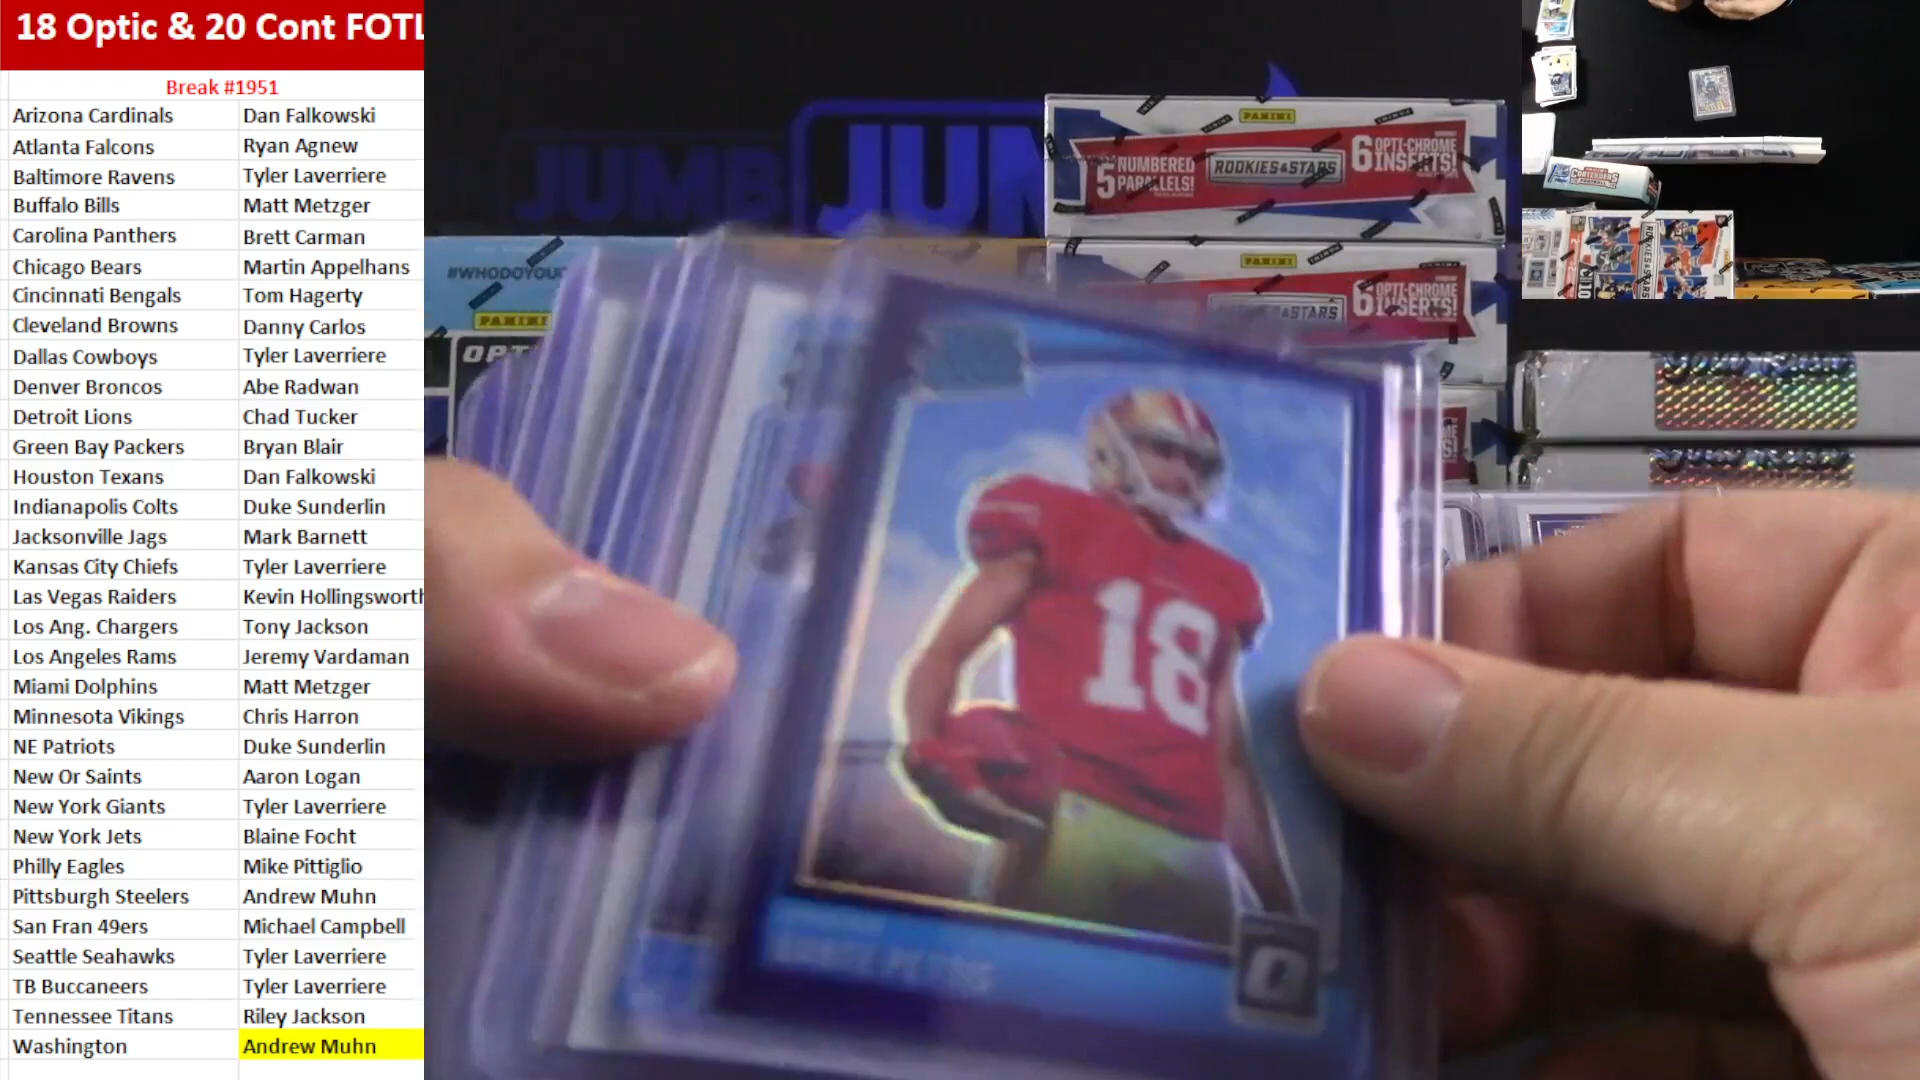 18 Optic & 20 Cont FOTL
Break #1951
Arizona Cardinals Dan Falkowski
Atlanta Falcons Ryan Agnew
Baltimore Ravens Tyler Laverriere
Buffalo Bills Matt Metzger
Carolina Panthers Brett Carman
Chicago Bears Martin Appelhans
Cincinnati Bengals Tom Hagerty
Cleveland Browns Danny Carlos
Dallas Cowboys Tyler Laverriere
Denver Broncos Abe Radwan
Detroit Lions Chad Tucker
Green Bay Packers Bryan Blair
Houston Texans Dan Falkowski
Indianapolis Colts Duke Sunderlin
Jacksonville Jags Mark Barnett
Kansas City Chiefs Tyler Laverriere
Las Vegas Raiders Kevin Hollingsworth
Los Ang. Chargers Tony Jackson
Los Angeles Rams Jeremy Vardaman
Miami Dolphins Matt Metzger
Minnesota Vikings Chris Harron
NE Patriots Duke Sunderlin
New Or Saints Aaron Logan
New York Giants Tyler Laverriere
New York Jets Blaine Focht
Philly Eagles Mike Pittiglio
Pittsburgh Steelers Andrew Muhn
San Fran 49ers Michael Campbell
Seattle Seahawks Tyler Laverriere
TB Buccaneers Tyler Laverriere
Tennessee Titans Riley Jackson
Washington Andrew Muhn
JUMB
JUM
PANINI
5 NUMBERED PARALLELS!
ROOKIES & STARS
6 OPTI-CHROME INSERTS!
PANINI
6 OPTI-CHROME INSERTS!
#WHODOYOU
PANINI
OPT
18
CONTENDERS
ROOKIES & STARS